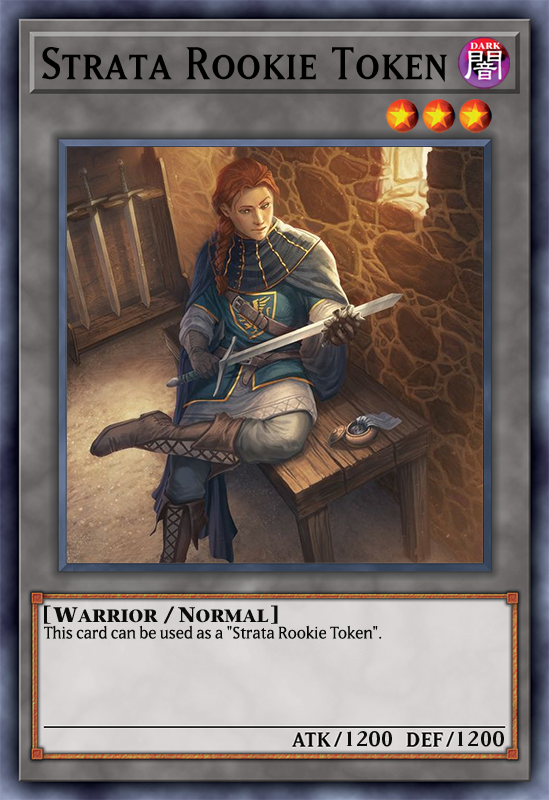 Strata Rookie Token
DARK
闇
[Warrior / Normal]
This card can be used as a "Strata Rookie Token".
ATK/1200 DEF/1200